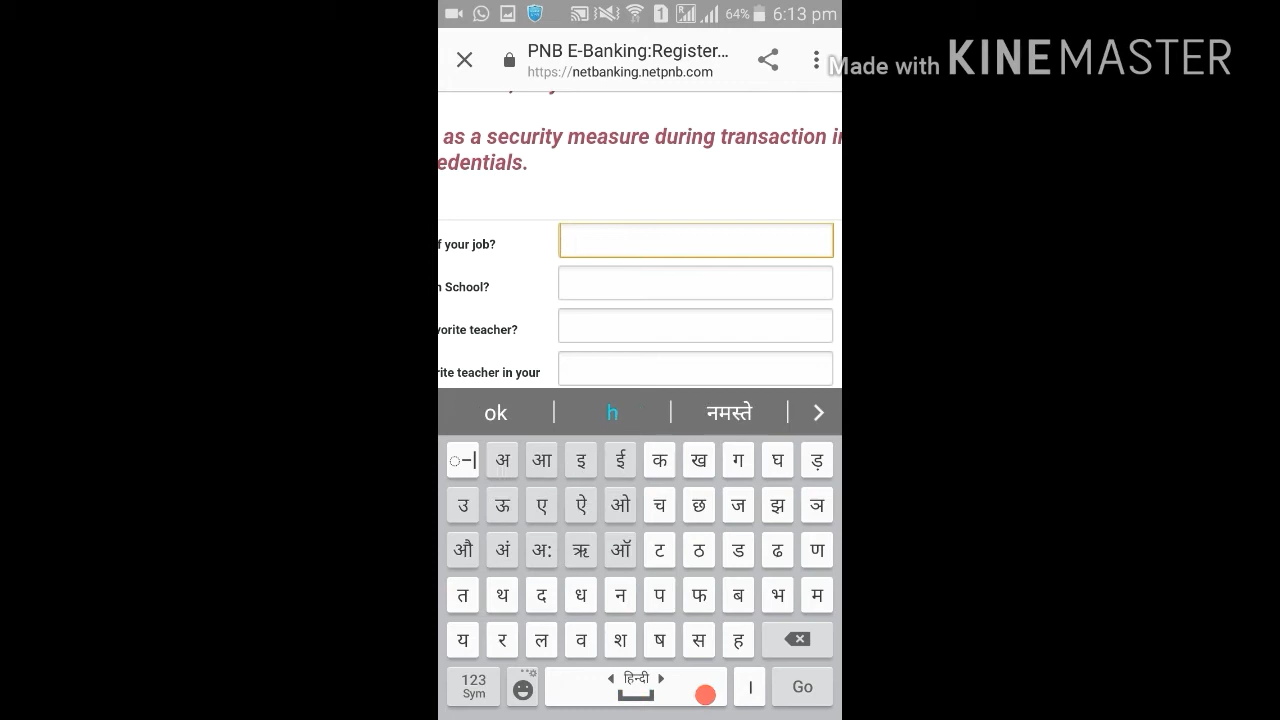 64% 6:13 pm
PNB E-Banking:Register...
https://netbanking.netpnb.com
Made with KINEMASTER
as a security measure during transaction in
edentials.
f your job?
School?
vorite teacher?
rite teacher in your
ok h नमस्ते
अ आ इ ई क ख ग घ ड़
उ ऊ ए ऐ ओ च छ ज झ ञ
औ अं अः ऋ ऑ ट ठ ड ढ ण
त थ द ध न प फ ब भ म
य र ल व श ष स ह
123
Sym
हिन्दी
।
Go